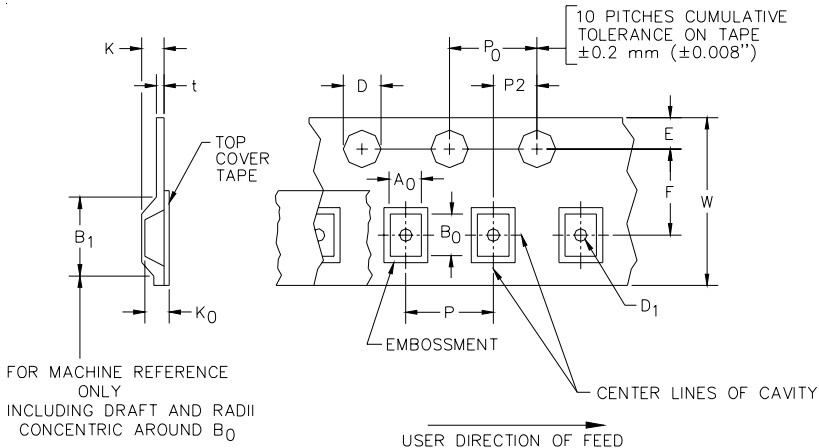 10 PITCHES CUMULATIVE
TOLERANCE ON TAPE
±0.2 mm (±0.008")
K
P0
t
D
P2
E
TOP
COVER
TAPE
A0
F
W
B1
B0
K0
P
D1
EMBOSSMENT
FOR MACHINE REFERENCE
ONLY
INCLUDING DRAFT AND RADII
CONCENTRIC AROUND B0
CENTER LINES OF CAVITY
USER DIRECTION OF FEED